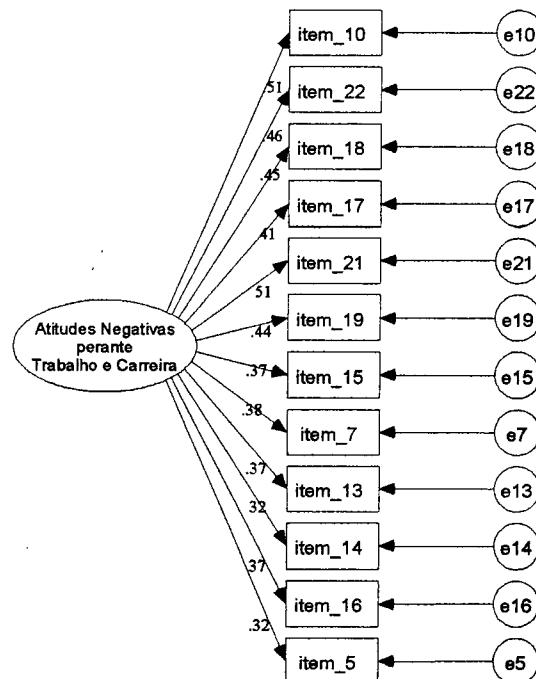 item_10
e10
.51
item_22
e22
.46
item_18
e18
.45
item_17
e17
.41
item_21
e21
.51
item_19
e19
.44
Atitudes Negativas
perante
Trabalho e Carreira
item_15
e15
.37
item_7
e7
.38
item_13
e13
.37
item_14
e14
.32
item_16
e16
.37
item_5
e5
.32